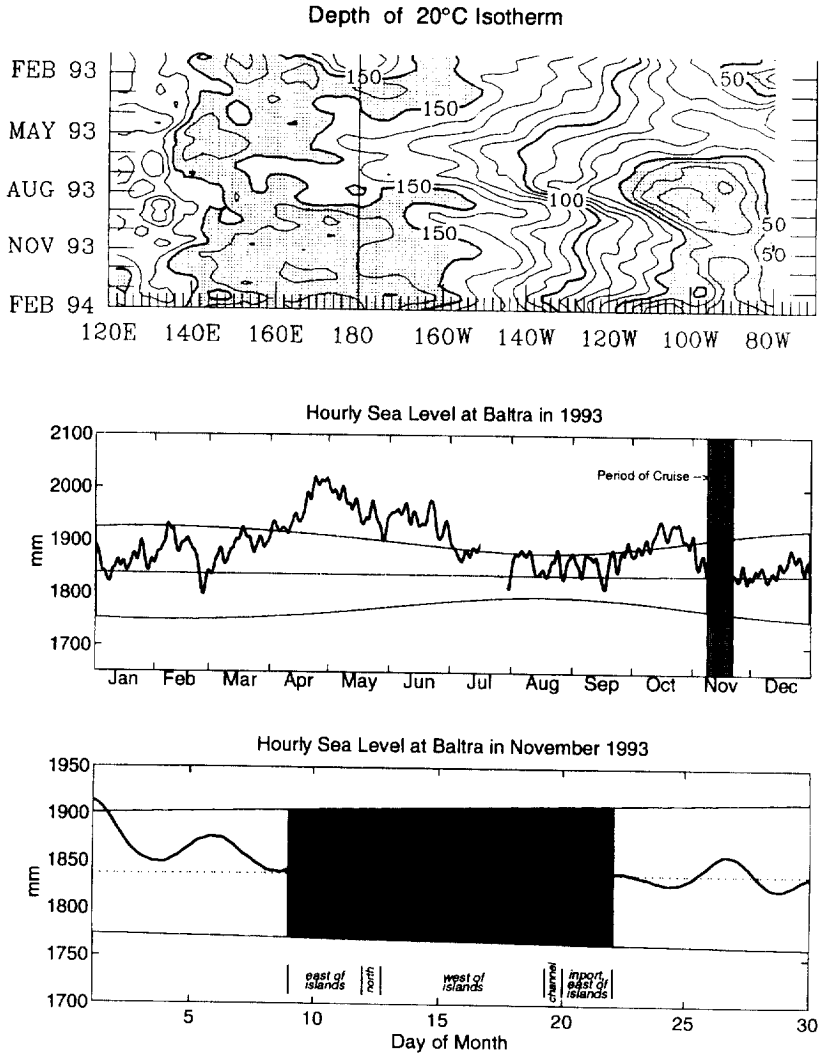 Depth of 20°C Isotherm
FEB 93
MAY 93
AUG 93
NOV 93
FEB 94
150
150
50
150
100
150
50
50
120E 140E 160E 180 160W 140W 120W 100W 80W
Hourly Sea Level at Baltra in 1993
2100
2000
1900
1800
1700
mm
Period of Cruise -->
Jan Feb Mar Apr May Jun Jul Aug Sep Oct Nov Dec
Hourly Sea Level at Baltra in November 1993
1950
1900
1850
1800
1750
1700
mm
east of
islands
north
west of
islands
channel
inport,
east of
islands
5 10 15 20 25 30
Day of Month